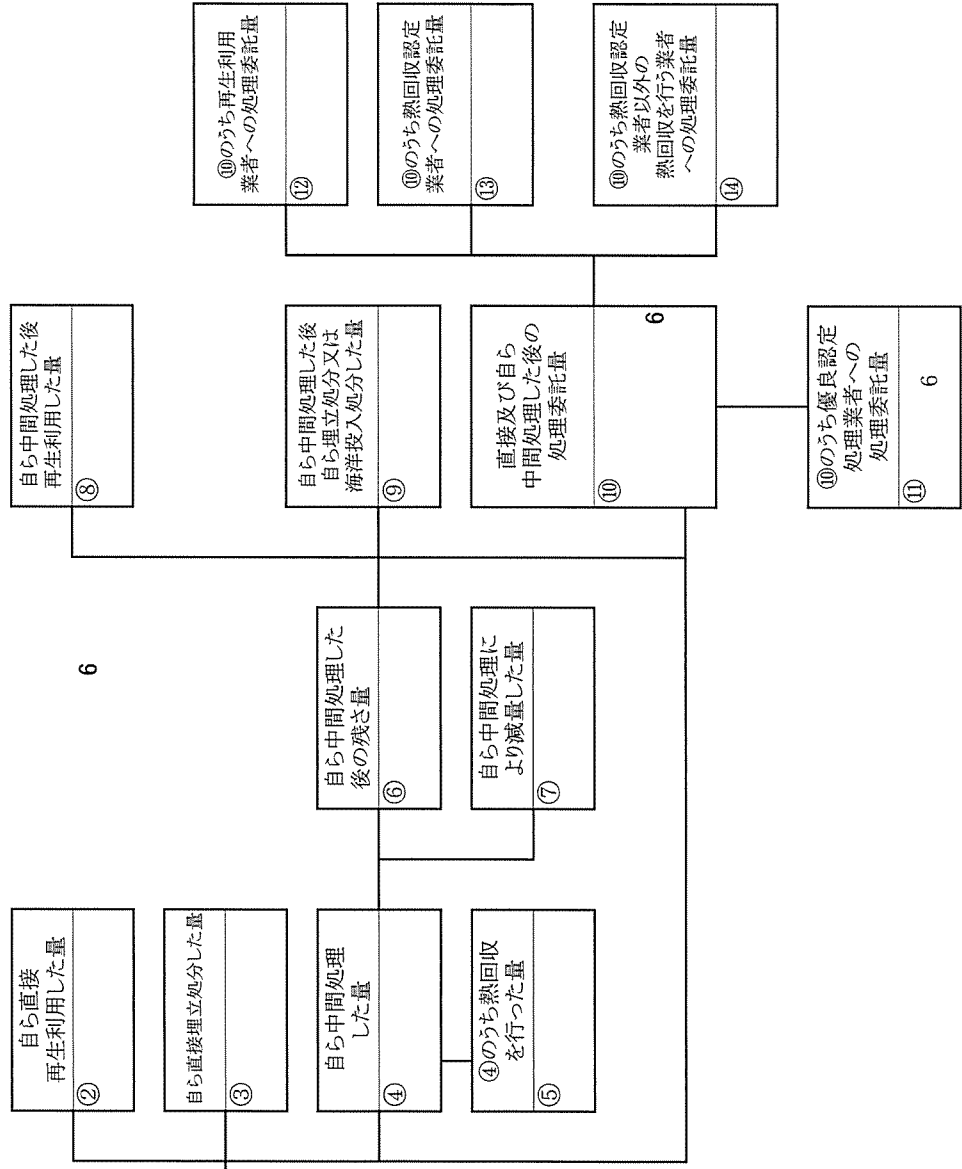 自ら直接
再生利用した量
②
自ら直接埋立処分した量
③
自ら中間処理
した量
④
④のうち熱回収
を行った量
⑤
自ら中間処理した
後の残さ量
⑥
自ら中間処理に
より減量した量
⑦
6
自ら中間処理した後
再生利用した量
⑧
自ら中間処理した後
自ら埋立処分又は
海洋投入処分した量
⑨
直接及び自ら
中間処理した後の
処理委託量
⑩
6
⑩のうち優良認定
処理業者への
処理委託量
⑪
6
⑩のうち再生利用
業者への処理委託量
⑫
⑩のうち熱回収認定
業者への処理委託量
⑬
⑩のうち熱回収認定
業者以外の
熱回収を行う業者
への処理委託量
⑭